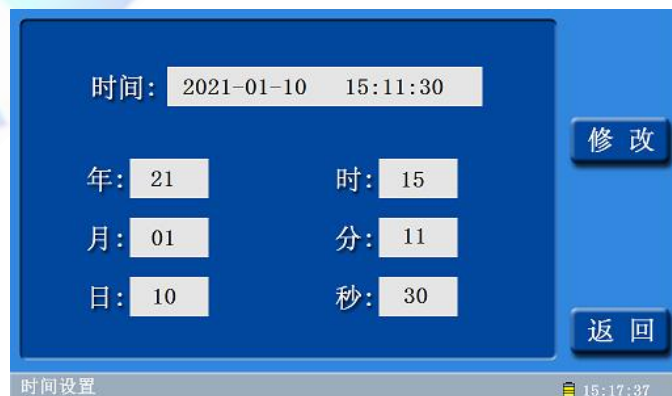 时间: 2021-01-10 15:11:30
修 改
年: 21 时: 15
月: 01 分: 11
日: 10 秒: 30
返 回
时间设置 15:17:37